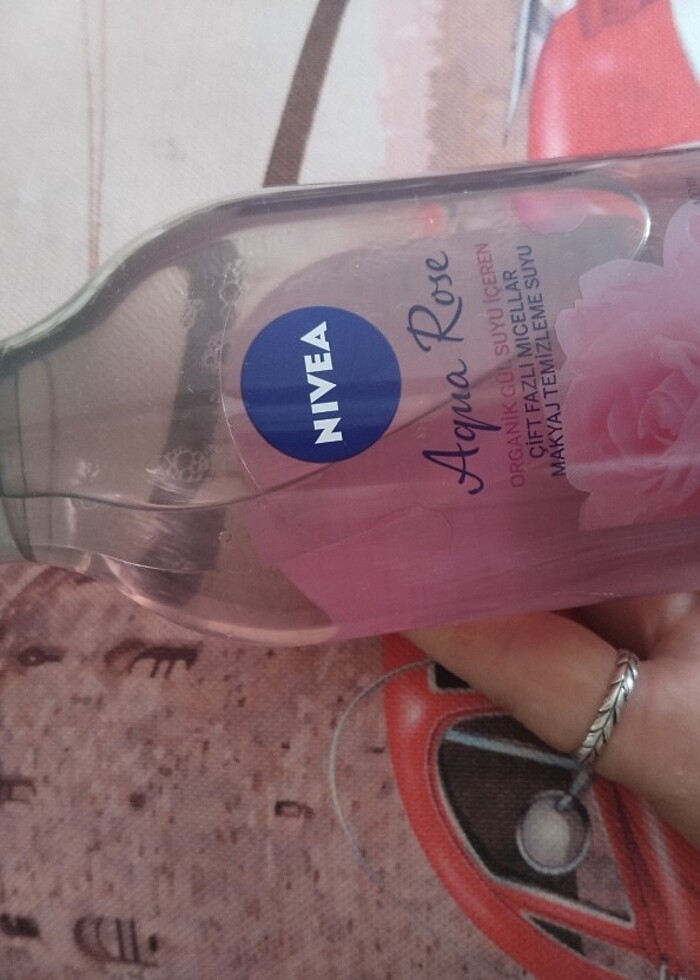 NIVEA
Aqua Rose
ORGANİK GÜL SUYU İÇEREN
ÇİFT FAZLI MICELLAR
MAKYAJ TEMİZLEME SUYU